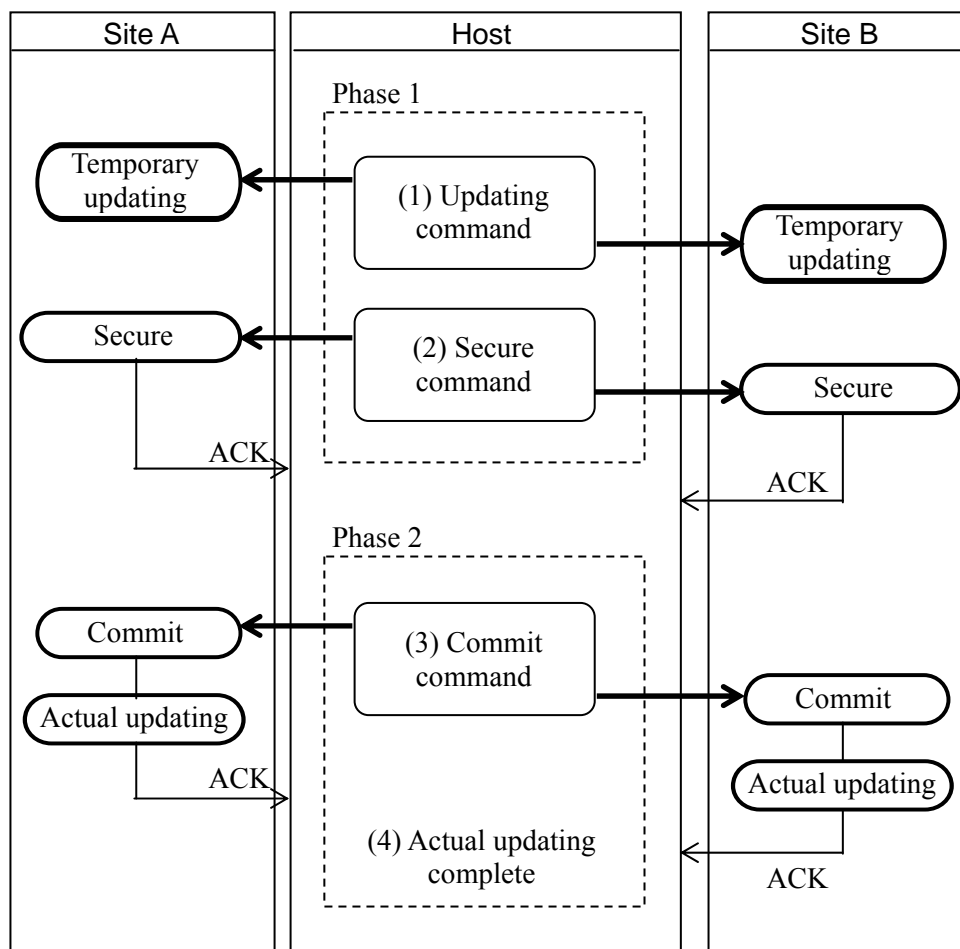 Site A
Host
Site B
Phase 1
Temporary
updating
(1) Updating
command
Temporary
updating
Secure
(2) Secure
command
Secure
ACK
ACK
Phase 2
Commit
(3) Commit
command
Commit
Actual updating
Actual updating
ACK
(4) Actual updating
complete
ACK